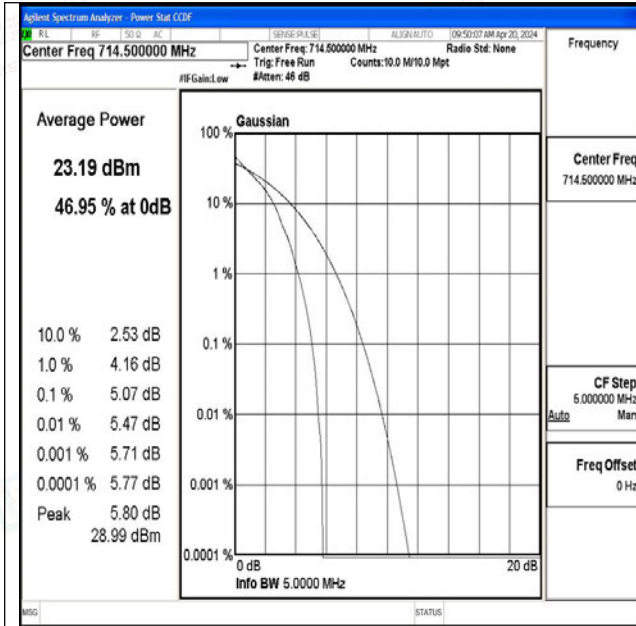 Agilent Spectrum Analyzer - Power Stat CCDF
RL RF 50 Ω AC SENSE:PULSE ALIGNAUTO 09:50:07 AM Apr 20, 2024
Center Freq 714.500000 MHz
Center Freq: 714.500000 MHz Radio Std: None
Trig: Free Run Counts:10.0 M/10.0 Mpt
#IFGain:Low #Atten: 46 dB
Frequency
Average Power
23.19 dBm
46.95 % at 0dB
10.0 % 2.53 dB
1.0 % 4.16 dB
0.1 % 5.07 dB
0.01 % 5.47 dB
0.001 % 5.71 dB
0.0001 % 5.77 dB
Peak 5.80 dB
28.99 dBm
Gaussian
100 %
10 %
1 %
0.1 %
0.01 %
0.001 %
0.0001 %
0 dB 20 dB
Info BW 5.0000 MHz
Center Freq
714.500000 MHz
CF Step
5.000000 MHz
Auto Man
Freq Offset
0 Hz
MSG STATUS